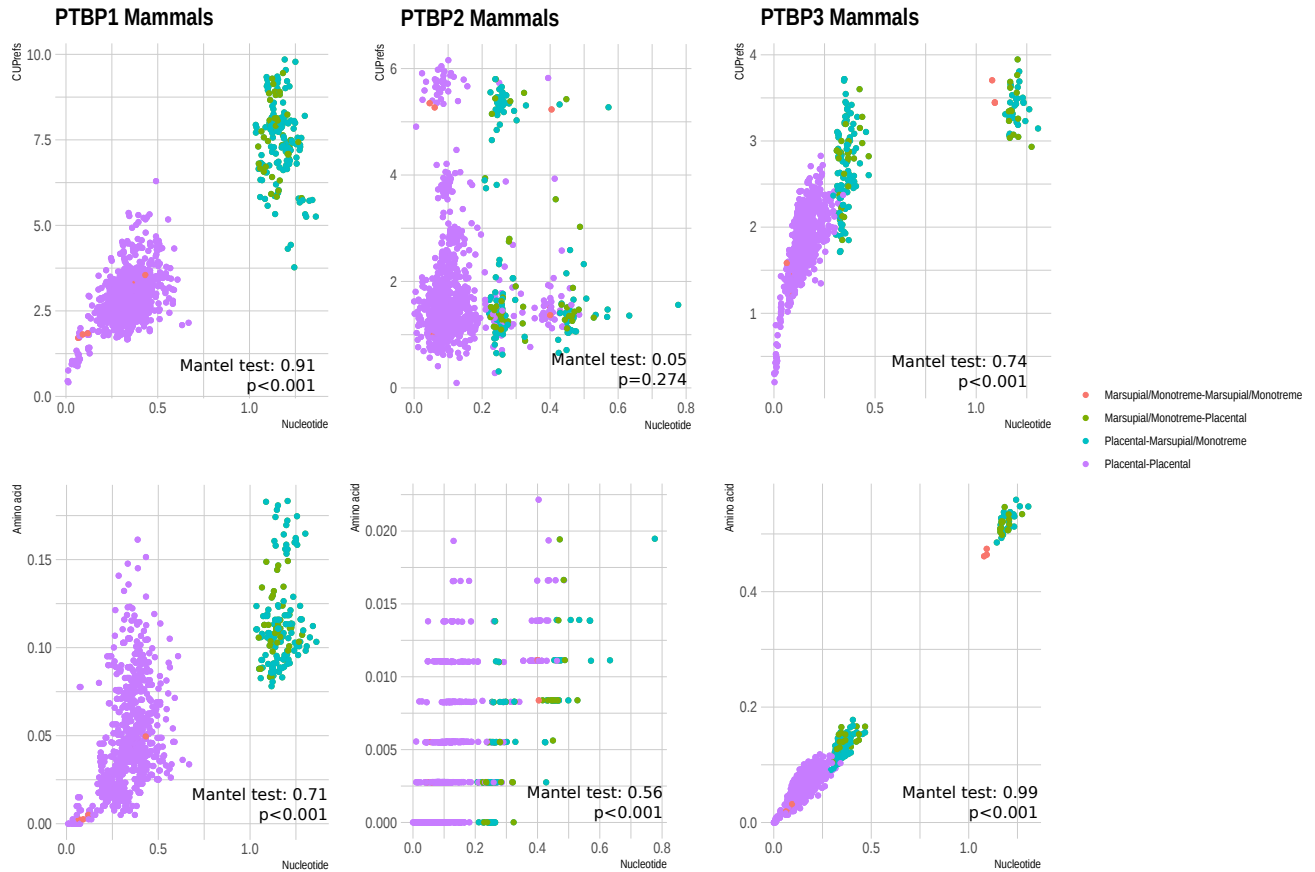 PTBP1 Mammals
PTBP2 Mammals
PTBP3 Mammals
CUPrefs
10.0
7.5
5.0
2.5
0.0
Mantel test: 0.91
p<0.001
0.0
0.5
1.0
Nucleotide
CUPrefs
6
4
2
0
Mantel test: 0.05
p=0.274
0.0
0.2
0.4
0.6
0.8
Nucleotide
CUPrefs
4
3
2
1
Mantel test: 0.74
p<0.001
0.0
0.5
1.0
Nucleotide
Marsupial/Monotreme-Marsupial/Monotreme
Marsupial/Monotreme-Placental
Placental-Marsupial/Monotreme
Placental-Placental
Amino acid
0.15
0.10
0.05
0.00
Mantel test: 0.71
p<0.001
0.0
0.5
1.0
Nucleotide
Amino acid
0.020
0.015
0.010
0.005
0.000
Mantel test: 0.56
p<0.001
0.0
0.2
0.4
0.6
0.8
Nucleotide
Amino acid
0.4
0.2
0.0
Mantel test: 0.99
p<0.001
0.0
0.5
1.0
Nucleotide